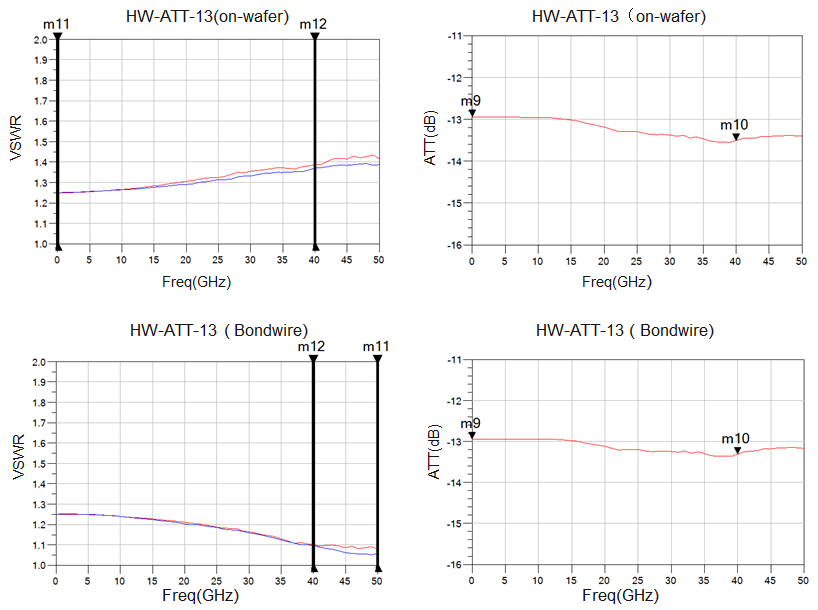 HW-ATT-13(on-wafer)
m11
m12
VSWR
2.0
1.9
1.8
1.7
1.6
1.5
1.4
1.3
1.2
1.1
1.0
0 5 10 15 20 25 30 35 40 45 50
Freq(GHz)
HW-ATT-13（on-wafer)
ATT(dB)
-11
-12
-13
-14
-15
-16
m9
m10
0 5 10 15 20 25 30 35 40 45 50
Freq(GHz)
HW-ATT-13 ( Bondwire)
m12 m11
VSWR
2.0
1.9
1.8
1.7
1.6
1.5
1.4
1.3
1.2
1.1
1.0
0 5 10 15 20 25 30 35 40 45 50
Freq(GHz)
HW-ATT-13 ( Bondwire)
ATT(dB)
-11
-12
-13
-14
-15
-16
m9
m10
0 5 10 15 20 25 30 35 40 45 50
Freq(GHz)